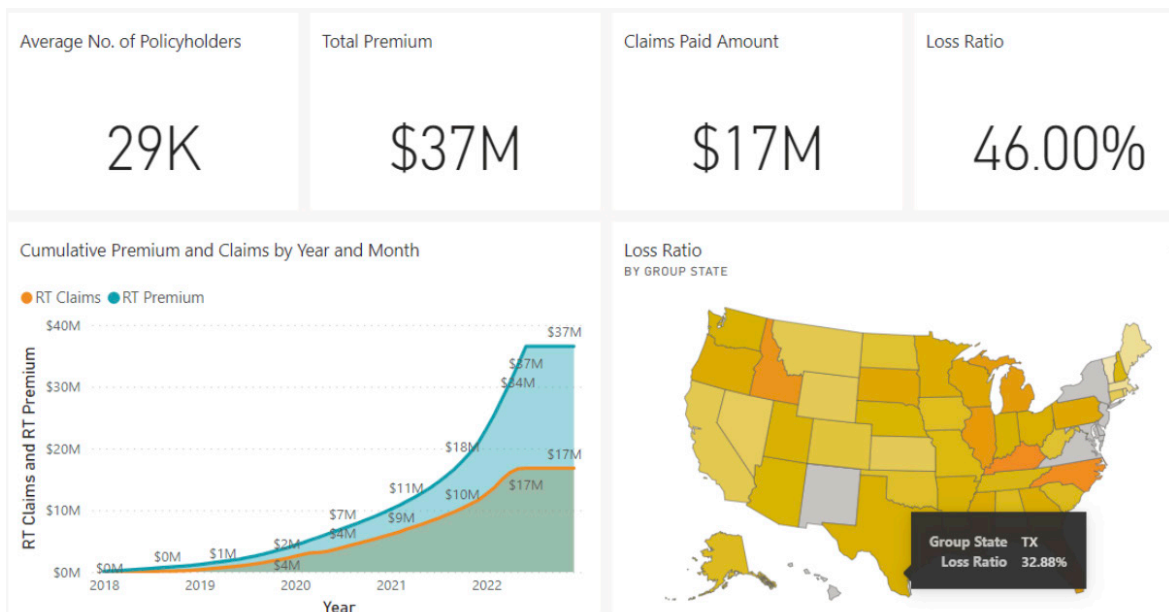 Average No. of Policyholders
29K
Total Premium
$37M
Claims Paid Amount
$17M
Loss Ratio
46.00%
Cumulative Premium and Claims by Year and Month
RT Claims RT Premium
RT Claims and RT Premium
$40M
$30M
$20M
$10M
$0M
$0M
$0M
$1M
$2M
$4M
$7M
$4M
$11M
$9M
$18M
$10M
$34M
$37M
$17M
$37M
$17M
2018 2019 2020 2021 2022
Year
Loss Ratio
BY GROUP STATE
Group State TX
Loss Ratio 32.88%